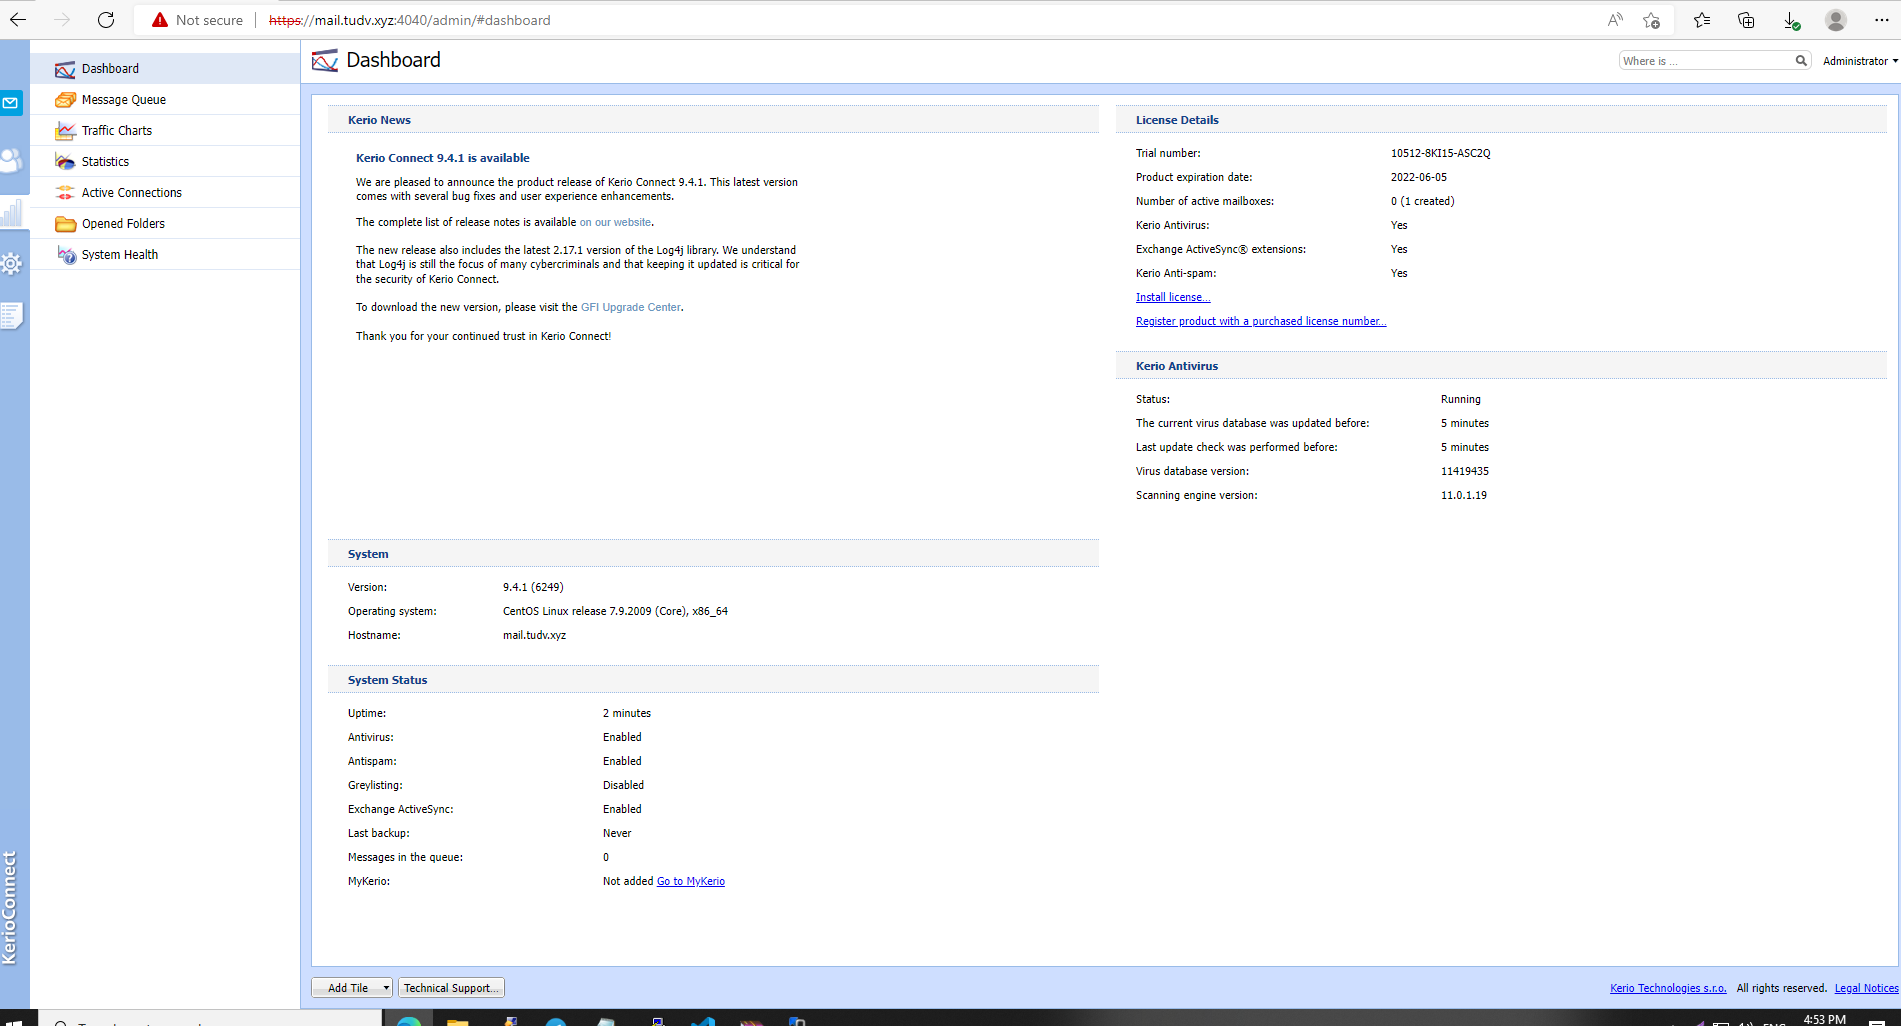 Not secure
https://mail.tudv.xyz:4040/admin/#dashboard
Dashboard
Message Queue
Traffic Charts
Statistics
Active Connections
Opened Folders
System Health
KerioConnect
Dashboard
Where is ...
Administrator
Kerio News
Kerio Connect 9.4.1 is available
We are pleased to announce the product release of Kerio Connect 9.4.1. This latest version
comes with several bug fixes and user experience enhancements.
The complete list of release notes is available on our website.
The new release also includes the latest 2.17.1 version of the Log4j library. We understand
that Log4j is still the focus of many cybercriminals and that keeping it updated is critical for
the security of Kerio Connect.
To download the new version, please visit the GFI Upgrade Center.
Thank you for your continued trust in Kerio Connect!
System
Version: 9.4.1 (6249)
Operating system: CentOS Linux release 7.9.2009 (Core), x86_64
Hostname: mail.tudv.xyz
System Status
Uptime: 2 minutes
Antivirus: Enabled
Antispam: Enabled
Greylisting: Disabled
Exchange ActiveSync: Enabled
Last backup: Never
Messages in the queue: 0
MyKerio: Not added Go to MyKerio
License Details
Trial number: 10512-8KI15-ASC2Q
Product expiration date: 2022-06-05
Number of active mailboxes: 0 (1 created)
Kerio Antivirus: Yes
Exchange ActiveSync® extensions: Yes
Kerio Anti-spam: Yes
Install license...
Register product with a purchased license number...
Kerio Antivirus
Status: Running
The current virus database was updated before: 5 minutes
Last update check was performed before: 5 minutes
Virus database version: 11419435
Scanning engine version: 11.0.1.19
Add Tile
Technical Support...
Kerio Technologies s.r.o. All rights reserved. Legal Notices
4:53 PM